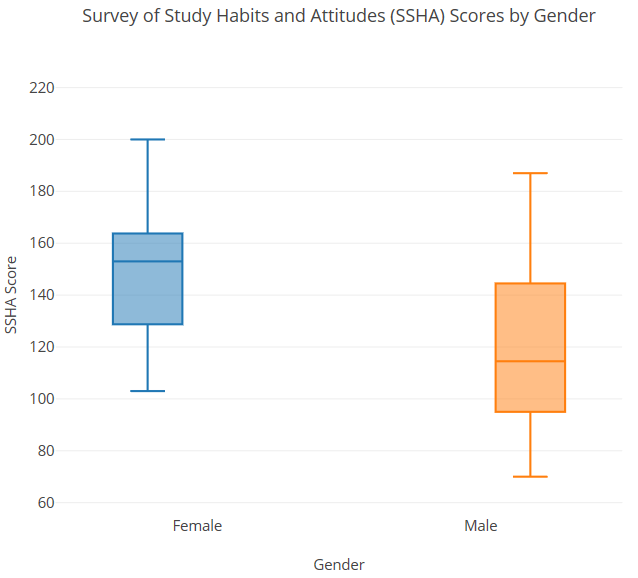 Survey of Study Habits and Attitudes (SSHA) Scores by Gender
220
200
180
160
140
120
100
80
60
SSHA Score
Female
Male
Gender